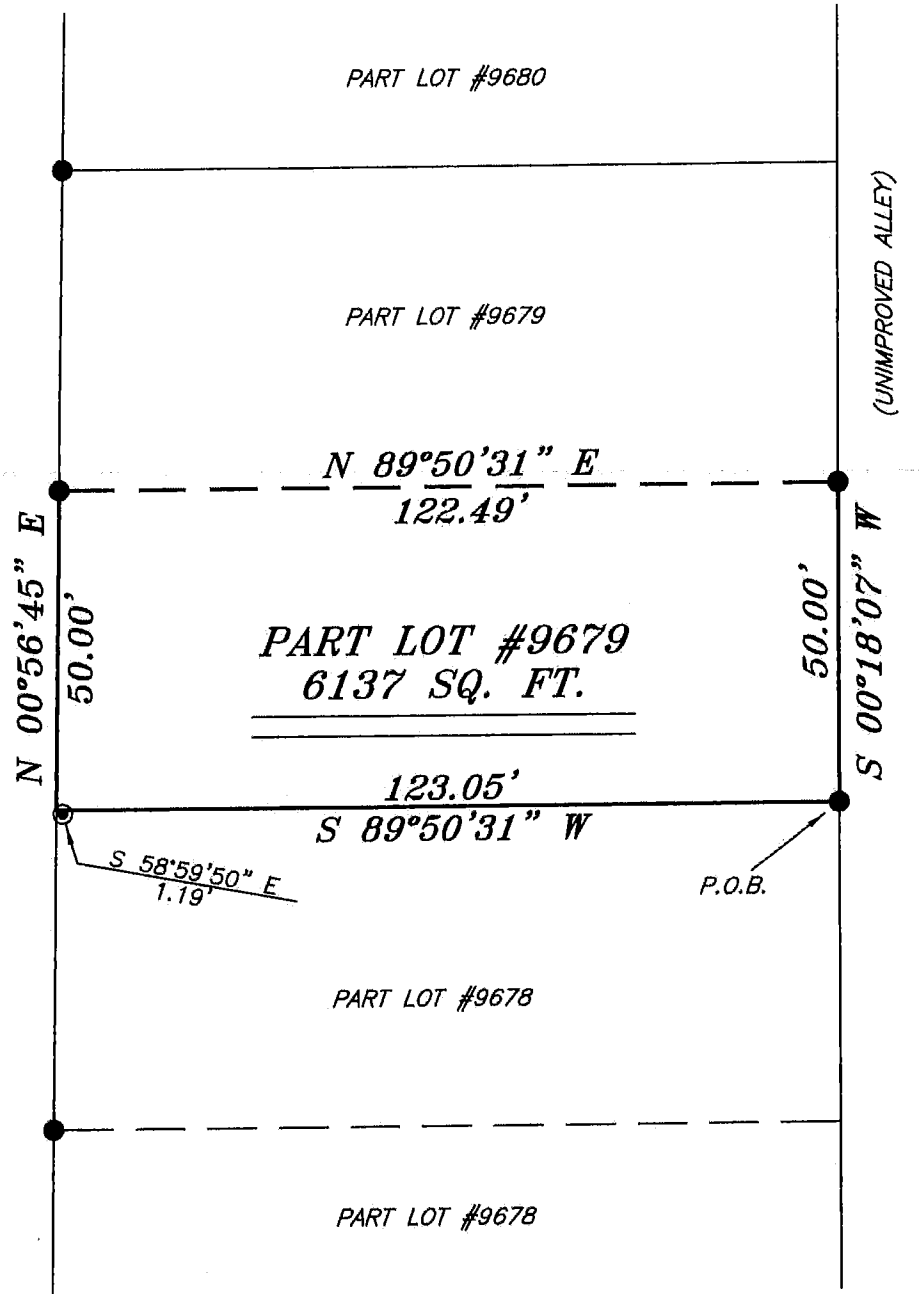 PART LOT #9680
(UNIMPROVED ALLEY)
PART LOT #9679
N 89°50'31" E
122.49'
N 00°56'45" E
50.00'
50.00'
S 00°18'07" W
PART LOT #9679
6137 SQ. FT.
123.05'
S 89°50'31" W
S 58°59'50" E
1.19'
P.O.B.
PART LOT #9678
PART LOT #9678